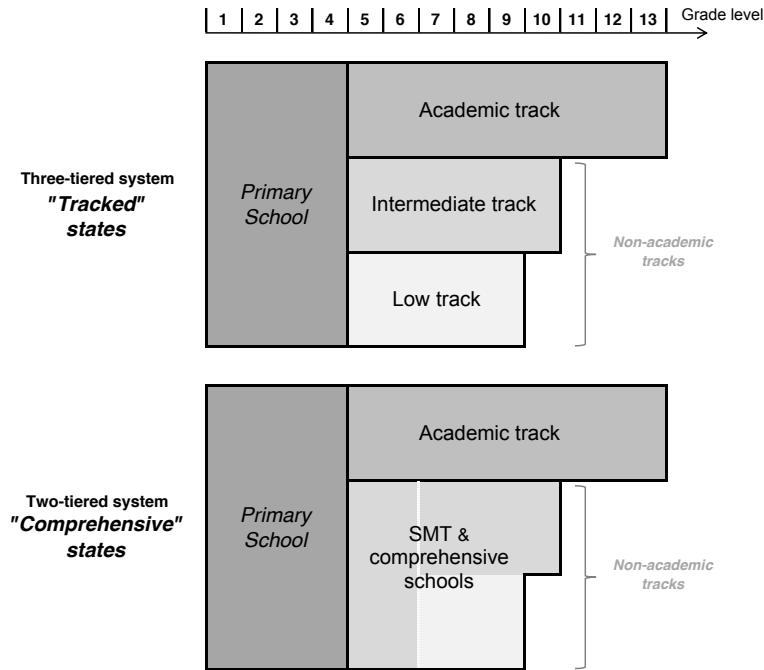 1 2 3 4 5 6 7 8 9 10 11 12 13 Grade level
Academic track
Three-tiered system
"Tracked"
states
Primary
School
Intermediate track
Non-academic
tracks
Low track
Academic track
Two-tiered system
"Comprehensive"
states
Primary
School
SMT &
comprehensive
schools
Non-academic
tracks